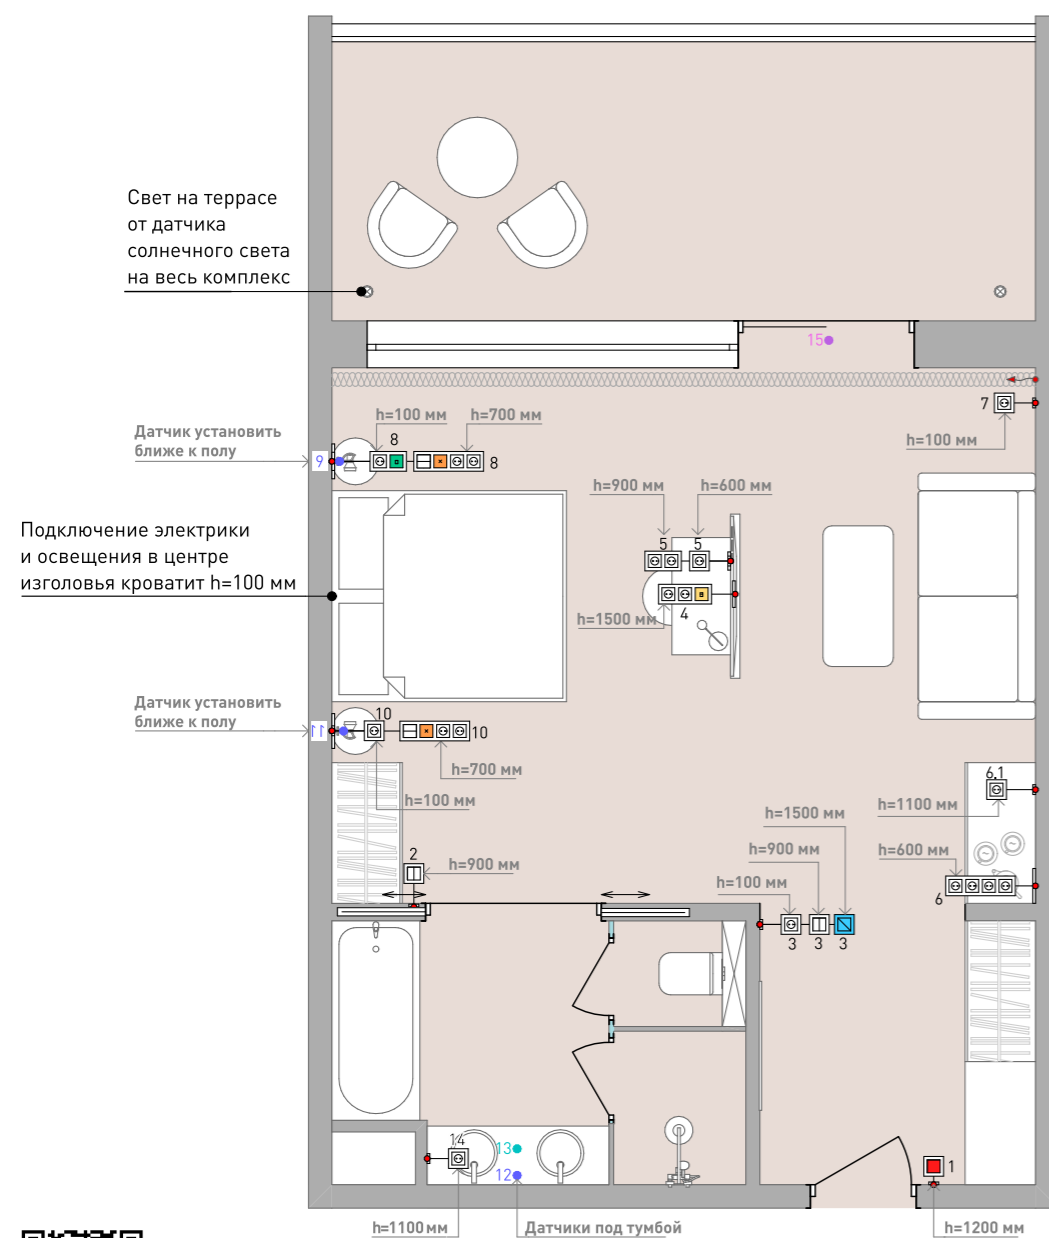 Свет на террасе
от датчика
солнечного света
на весь комплекс
15
7
h=100 мм
h=100 мм
h=700 мм
Датчик установить
ближе к полу
9
8
8
h=900 мм
h=600 мм
5
5
Подключение электрики
и освещения в центре
изголовья кроватит h=100 мм
h=1500 мм
4
Датчик установить
ближе к полу
11
10
10
h=700 мм
h=100 мм
6.1
h=1100 мм
h=1500 мм
2
h=900 мм
h=900 мм
h=600 мм
h=100 мм
6
3
3
3
14
13
12
1
h=1100 мм
Датчики под тумбой
h=1200 мм